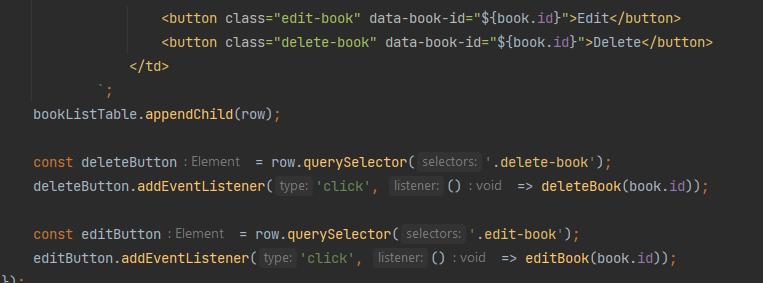 <button class="edit-book" data-book-id="${book.id}">Edit</button>
<button class="delete-book" data-book-id="${book.id}">Delete</button>
</td>
`;
bookListTable.appendChild(row);
const deleteButton : Element = row.querySelector( selectors: '.delete-book');
deleteButton.addEventListener( type: 'click', listener: () : void => deleteBook(book.id));
const editButton : Element = row.querySelector( selectors: '.edit-book');
editButton.addEventListener( type: 'click', listener: () : void => editBook(book.id));
});